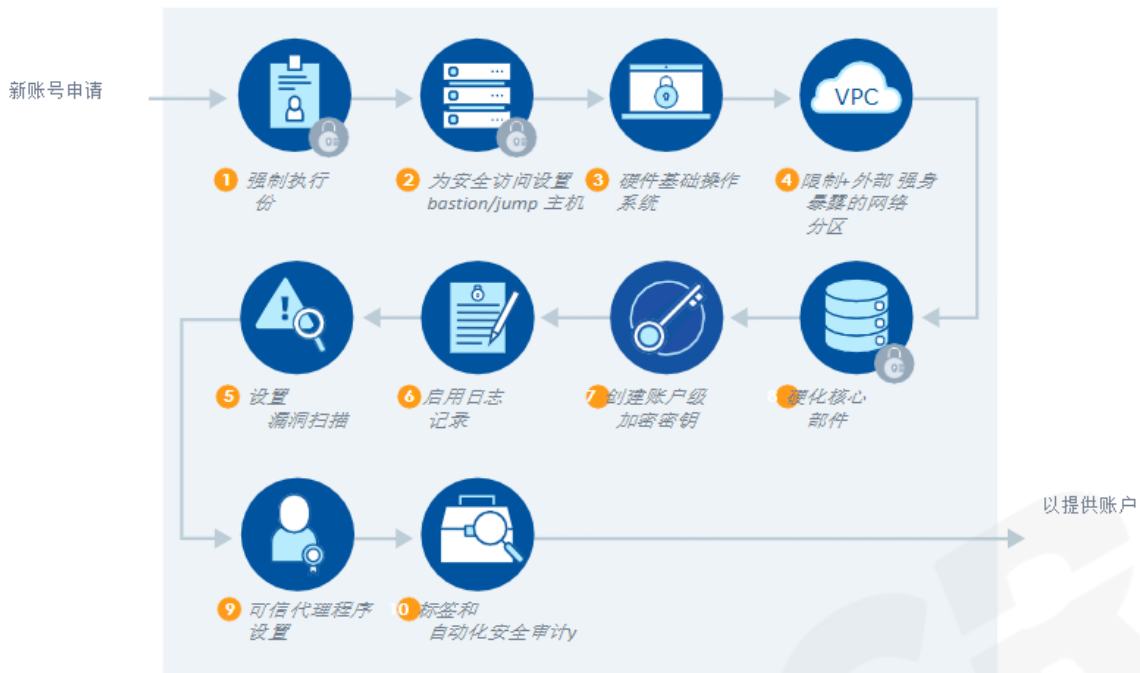 新账号申请
VPC
1 强制执行
份
2 为安全访问设置
bastion/jump 主机
3 硬件基础操作
系统
4 限制+外部 强身
暴露的网络
分区
5 设置
漏洞扫描
6 启用日志
记录
7 创建账户级
加密密钥
8 硬化核心
部件
以提供账户
9 可信代理程序
设置
10 标签和
自动化安全审计y